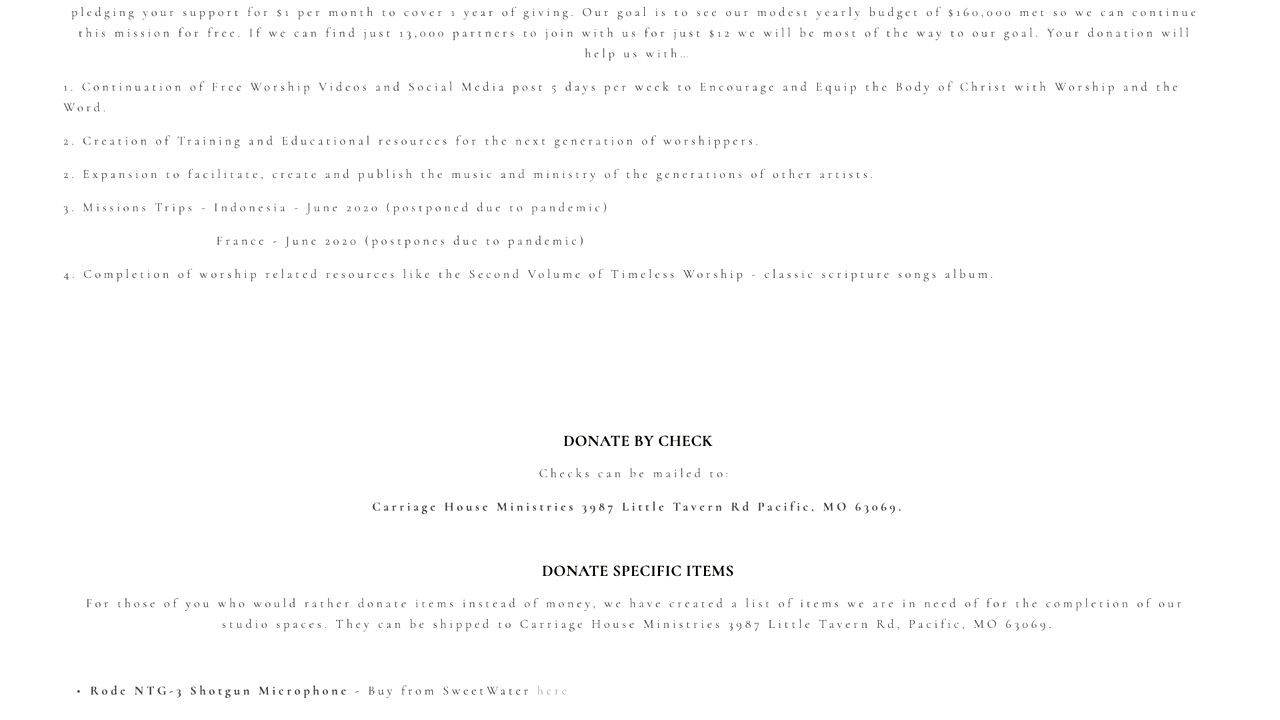 pledging your support for $1 per month to cover 1 year of giving. Our goal is to see our modest yearly budget of $160,000 met so we can continue
this mission for free. If we can find just 13,000 partners to join with us for just $12 we will be most of the way to our goal. Your donation will
help us with…
1. Continuation of Free Worship Videos and Social Media post 5 days per week to Encourage and Equip the Body of Christ with Worship and the
Word.
2. Creation of Training and Educational resources for the next generation of worshippers.
2. Expansion to facilitate, create and publish the music and ministry of the generations of other artists.
3. Missions Trips - Indonesia - June 2020 (postponed due to pandemic)
France - June 2020 (postpones due to pandemic)
4. Completion of worship related resources like the Second Volume of Timeless Worship - classic scripture songs album.
DONATE BY CHECK
Checks can be mailed to:
Carriage House Ministries 3987 Little Tavern Rd Pacific, MO 63069.
DONATE SPECIFIC ITEMS
For those of you who would rather donate items instead of money, we have created a list of items we are in need of for the completion of our
studio spaces. They can be shipped to Carriage House Ministries 3987 Little Tavern Rd, Pacific, MO 63069.
• Rode NTG-3 Shotgun Microphone - Buy from SweetWater here